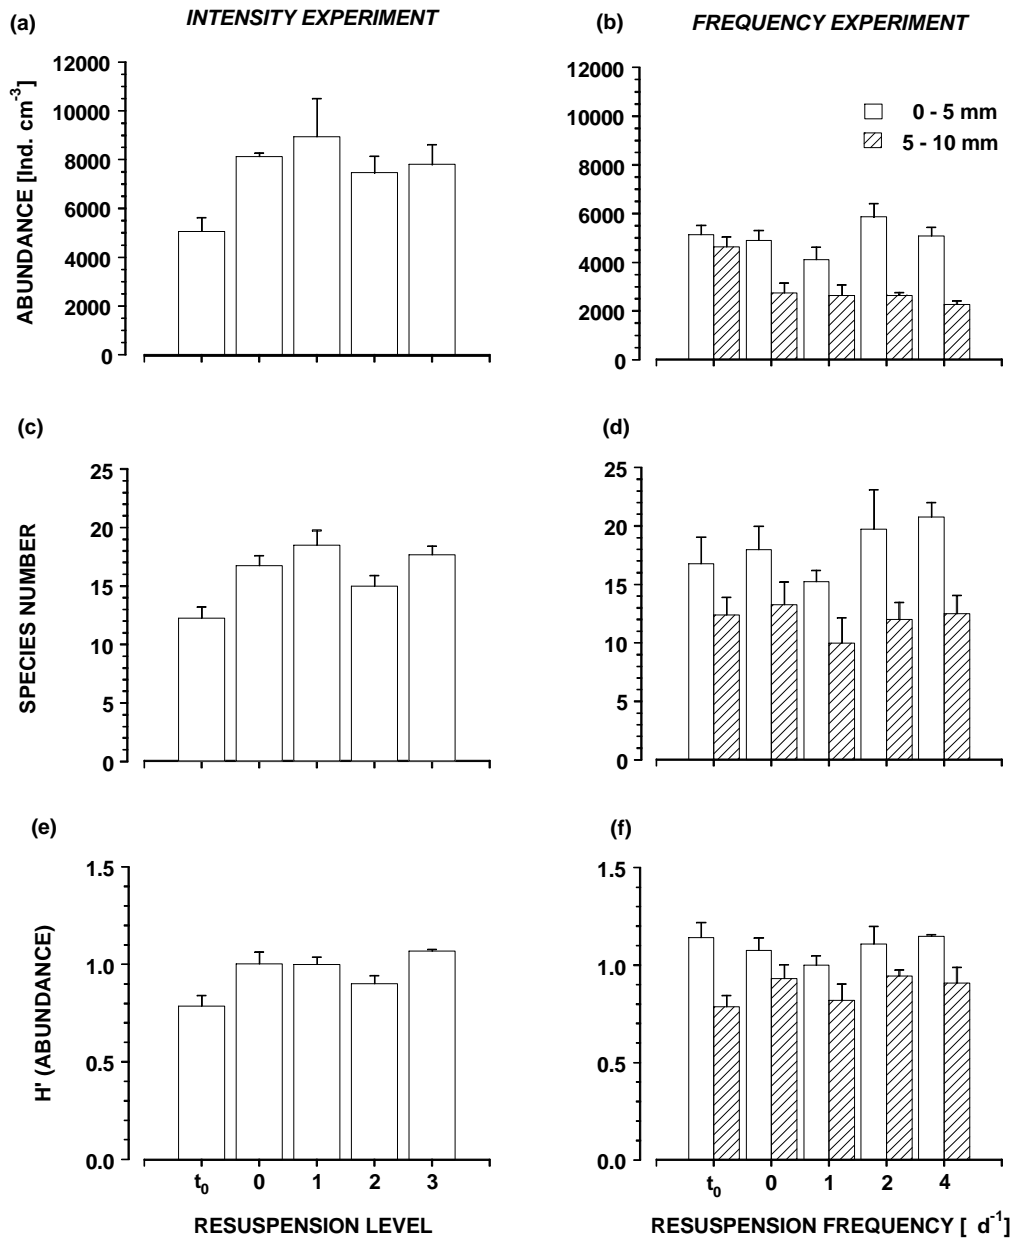 (a) INTENSITY EXPERIMENT
12000
10000
8000
6000
4000
2000
0
ABUNDANCE [Ind. cm-3]
(b) FREQUENCY EXPERIMENT
12000
10000
8000
6000
4000
2000
0
0 - 5 mm
5 - 10 mm
(c)
25
20
15
10
5
0
SPECIES NUMBER
(d)
25
20
15
10
5
0
(e)
1.5
1.0
0.5
0.0
H' (ABUNDANCE)
t0 0 1 2 3
RESUSPENSION LEVEL
(f)
1.5
1.0
0.5
0.0
t0 0 1 2 4
RESUSPENSION FREQUENCY [ d-1]